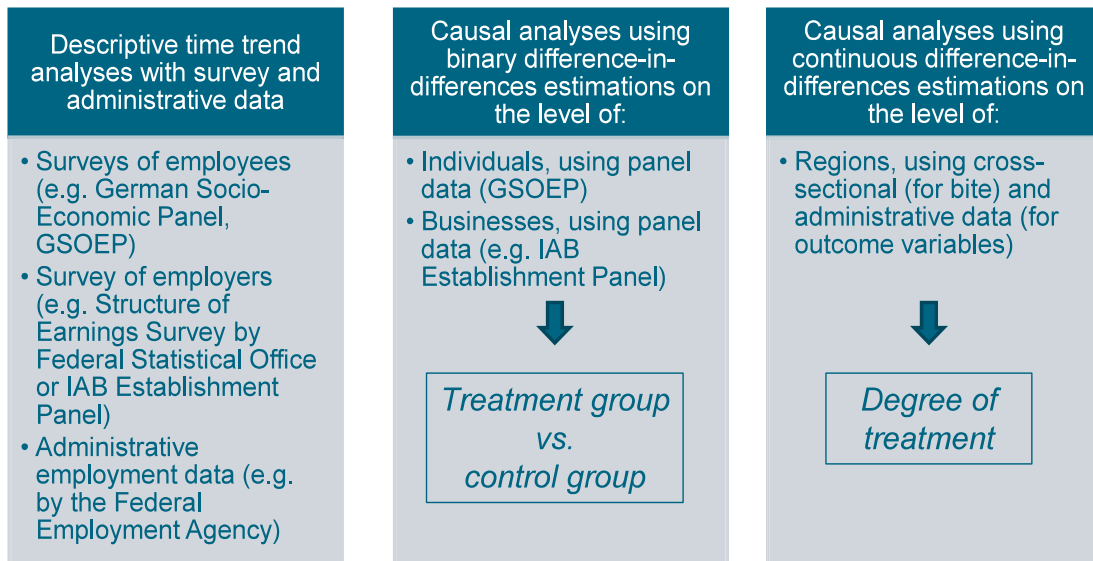 Descriptive time trend
analyses with survey and
administrative data
• Surveys of employees
(e.g. German Socio-
Economic Panel,
GSOEP)
• Survey of employers
(e.g. Structure of
Earnings Survey by
Federal Statistical Office
or IAB Establishment
Panel)
• Administrative
employment data (e.g.
by the Federal
Employment Agency)
Causal analyses using
binary difference-in-
differences estimations on
the level of:
• Individuals, using panel
data (GSOEP)
• Businesses, using panel
data (e.g. IAB
Establishment Panel)
Treatment group
vs.
control group
Causal analyses using
continuous difference-in-
differences estimations on
the level of:
• Regions, using cross-
sectional (for bite) and
administrative data (for
outcome variables)
Degree of
treatment